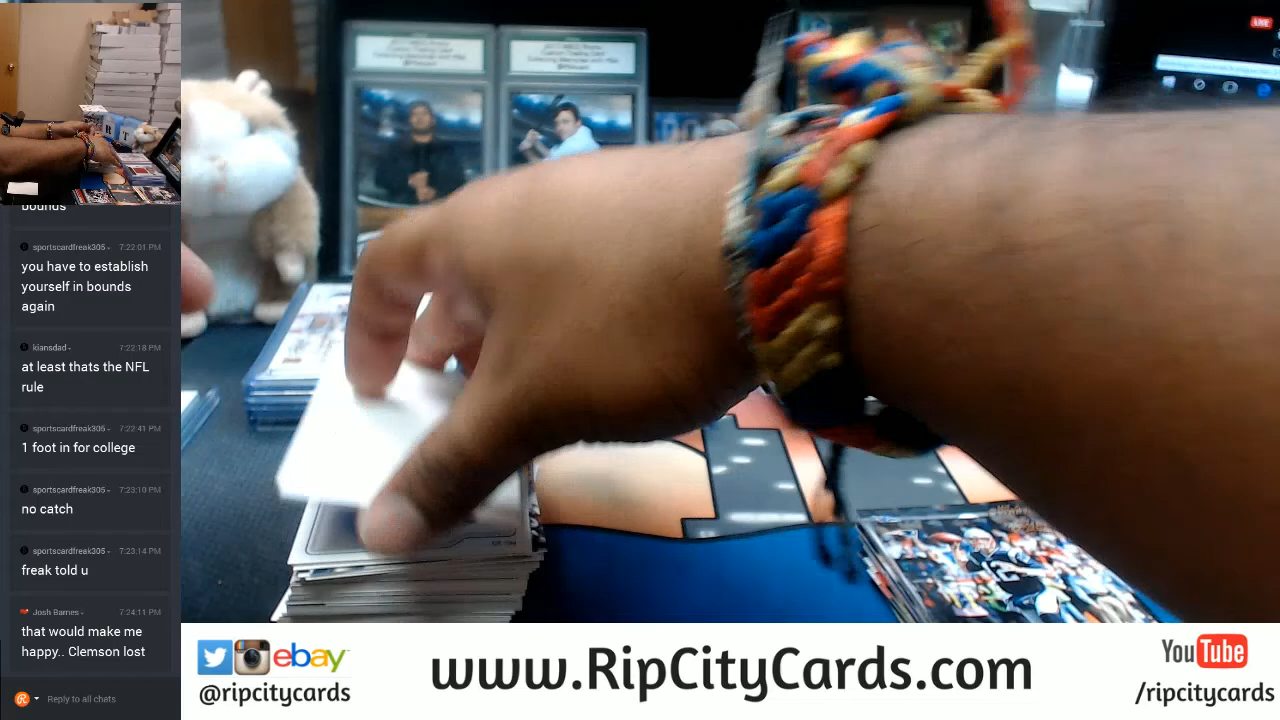 bounds
sportscardfreak305 - 7:22:01 PM
you have to establish
yourself in bounds
again
kiansdad - 7:22:18 PM
at least thats the NFL
rule
sportscardfreak305 - 7:22:41 PM
1 foot in for college
sportscardfreak305 - 7:23:10 PM
no catch
sportscardfreak305 - 7:23:14 PM
freak told u
Josh Barnes - 7:24:11 PM
that would make me
happy.. Clemson lost
Reply to all chats
ebay
@ripcitycards
www.RipCityCards.com
YouTube
/ripcitycards
12